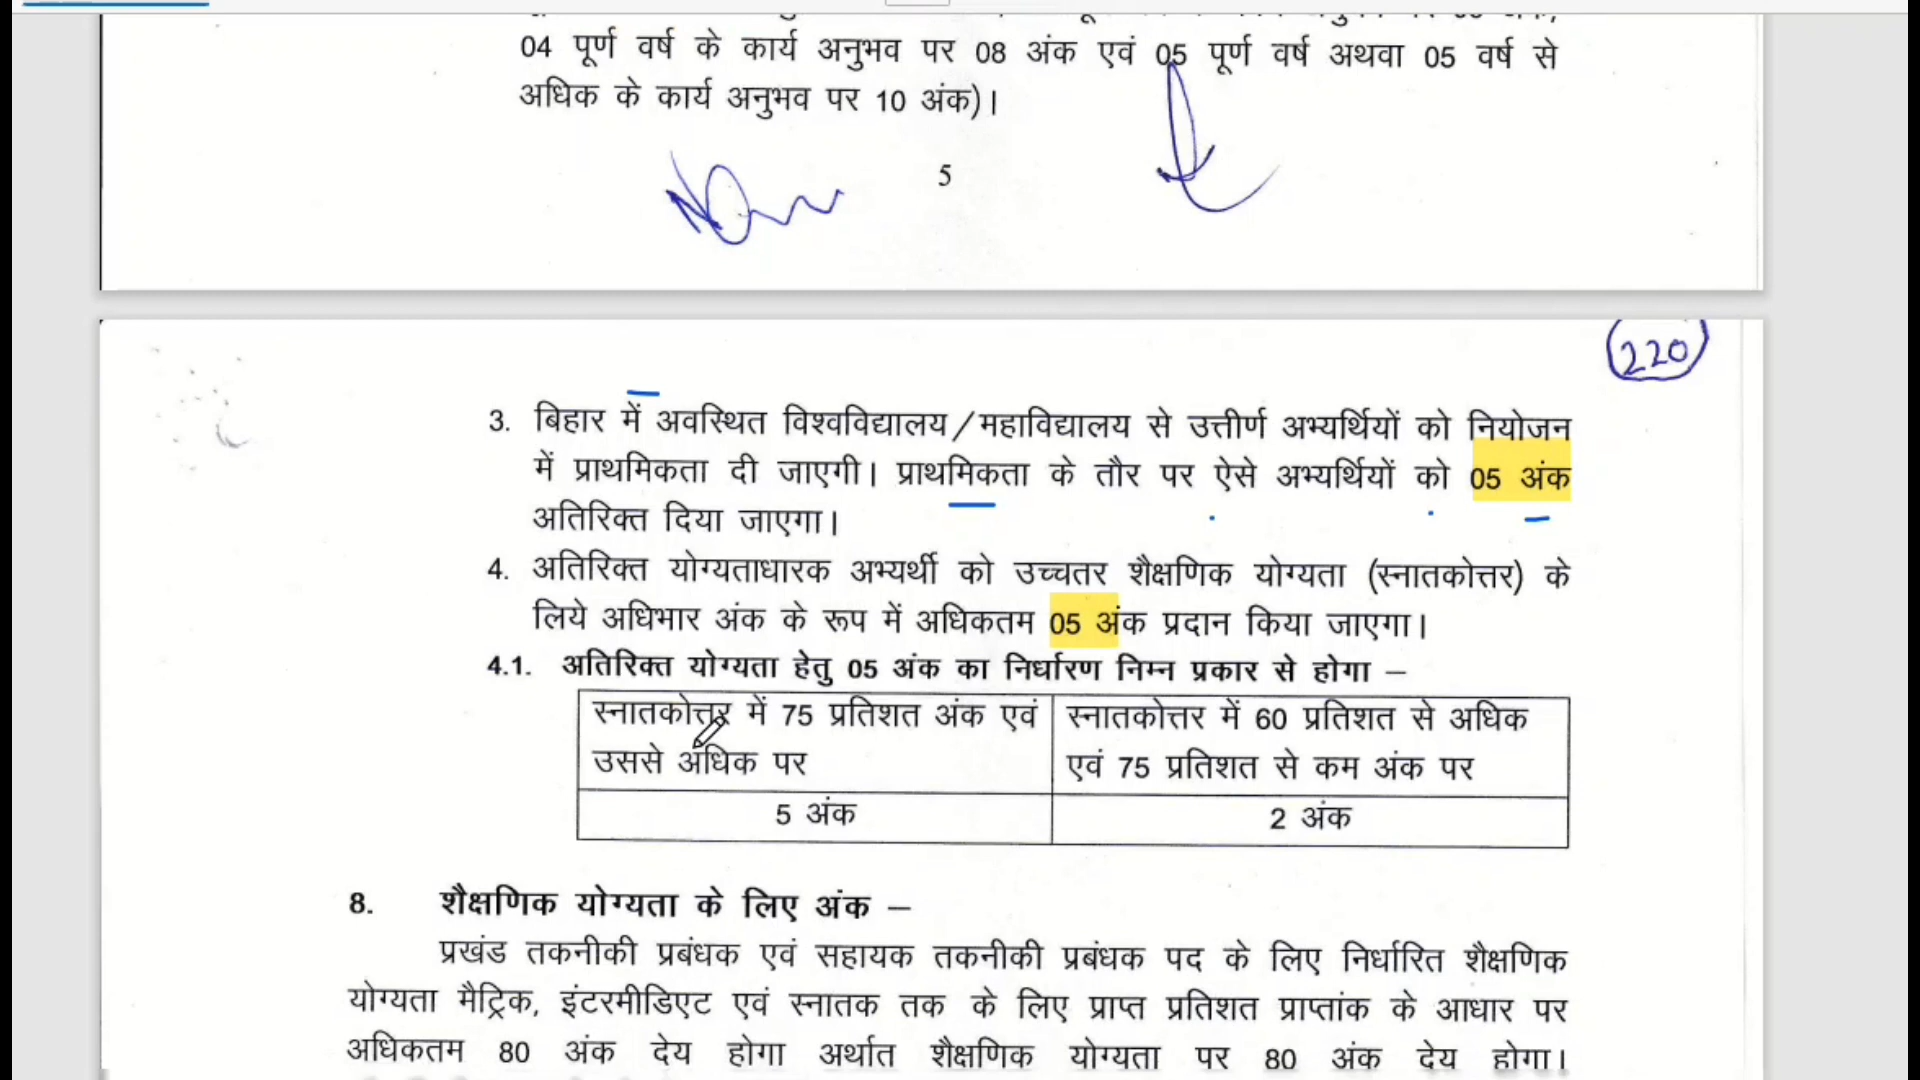 04 पूर्ण वर्ष के कार्य अनुभव पर 08 अंक एवं 05 पूर्ण वर्ष अथवा 05 वर्ष से
अधिक के कार्य अनुभव पर 10 अंक)।
5
220
3. बिहार में अवस्थित विश्वविद्यालय/महाविद्यालय से उत्तीर्ण अभ्यर्थियों को नियोजन
में प्राथमिकता दी जाएगी। प्राथमिकता के तौर पर ऐसे अभ्यर्थियों को 05 अंक
अतिरिक्त दिया जाएगा।
4. अतिरिक्त योग्यताधारक अभ्यर्थी को उच्चतर शैक्षणिक योग्यता (स्नातकोत्तर) के
लिये अधिभार अंक के रूप में अधिकतम 05 अंक प्रदान किया जाएगा।
4.1. अतिरिक्त योग्यता हेतु 05 अंक का निर्धारण निम्न प्रकार से होगा –
स्नातकोत्तर में 75 प्रतिशत अंक एवं
उससे अधिक पर
स्नातकोत्तर में 60 प्रतिशत से अधिक
एवं 75 प्रतिशत से कम अंक पर
5 अंक
2 अंक
8. शैक्षणिक योग्यता के लिए अंक –
प्रखंड तकनीकी प्रबंधक एवं सहायक तकनीकी प्रबंधक पद के लिए निर्धारित शैक्षणिक
योग्यता मैट्रिक, इंटरमीडिएट एवं स्नातक तक के लिए प्राप्त प्रतिशत प्राप्तांक के आधार पर
अधिकतम 80 अंक देय होगा अर्थात शैक्षणिक योग्यता पर 80 अंक देय होगा।